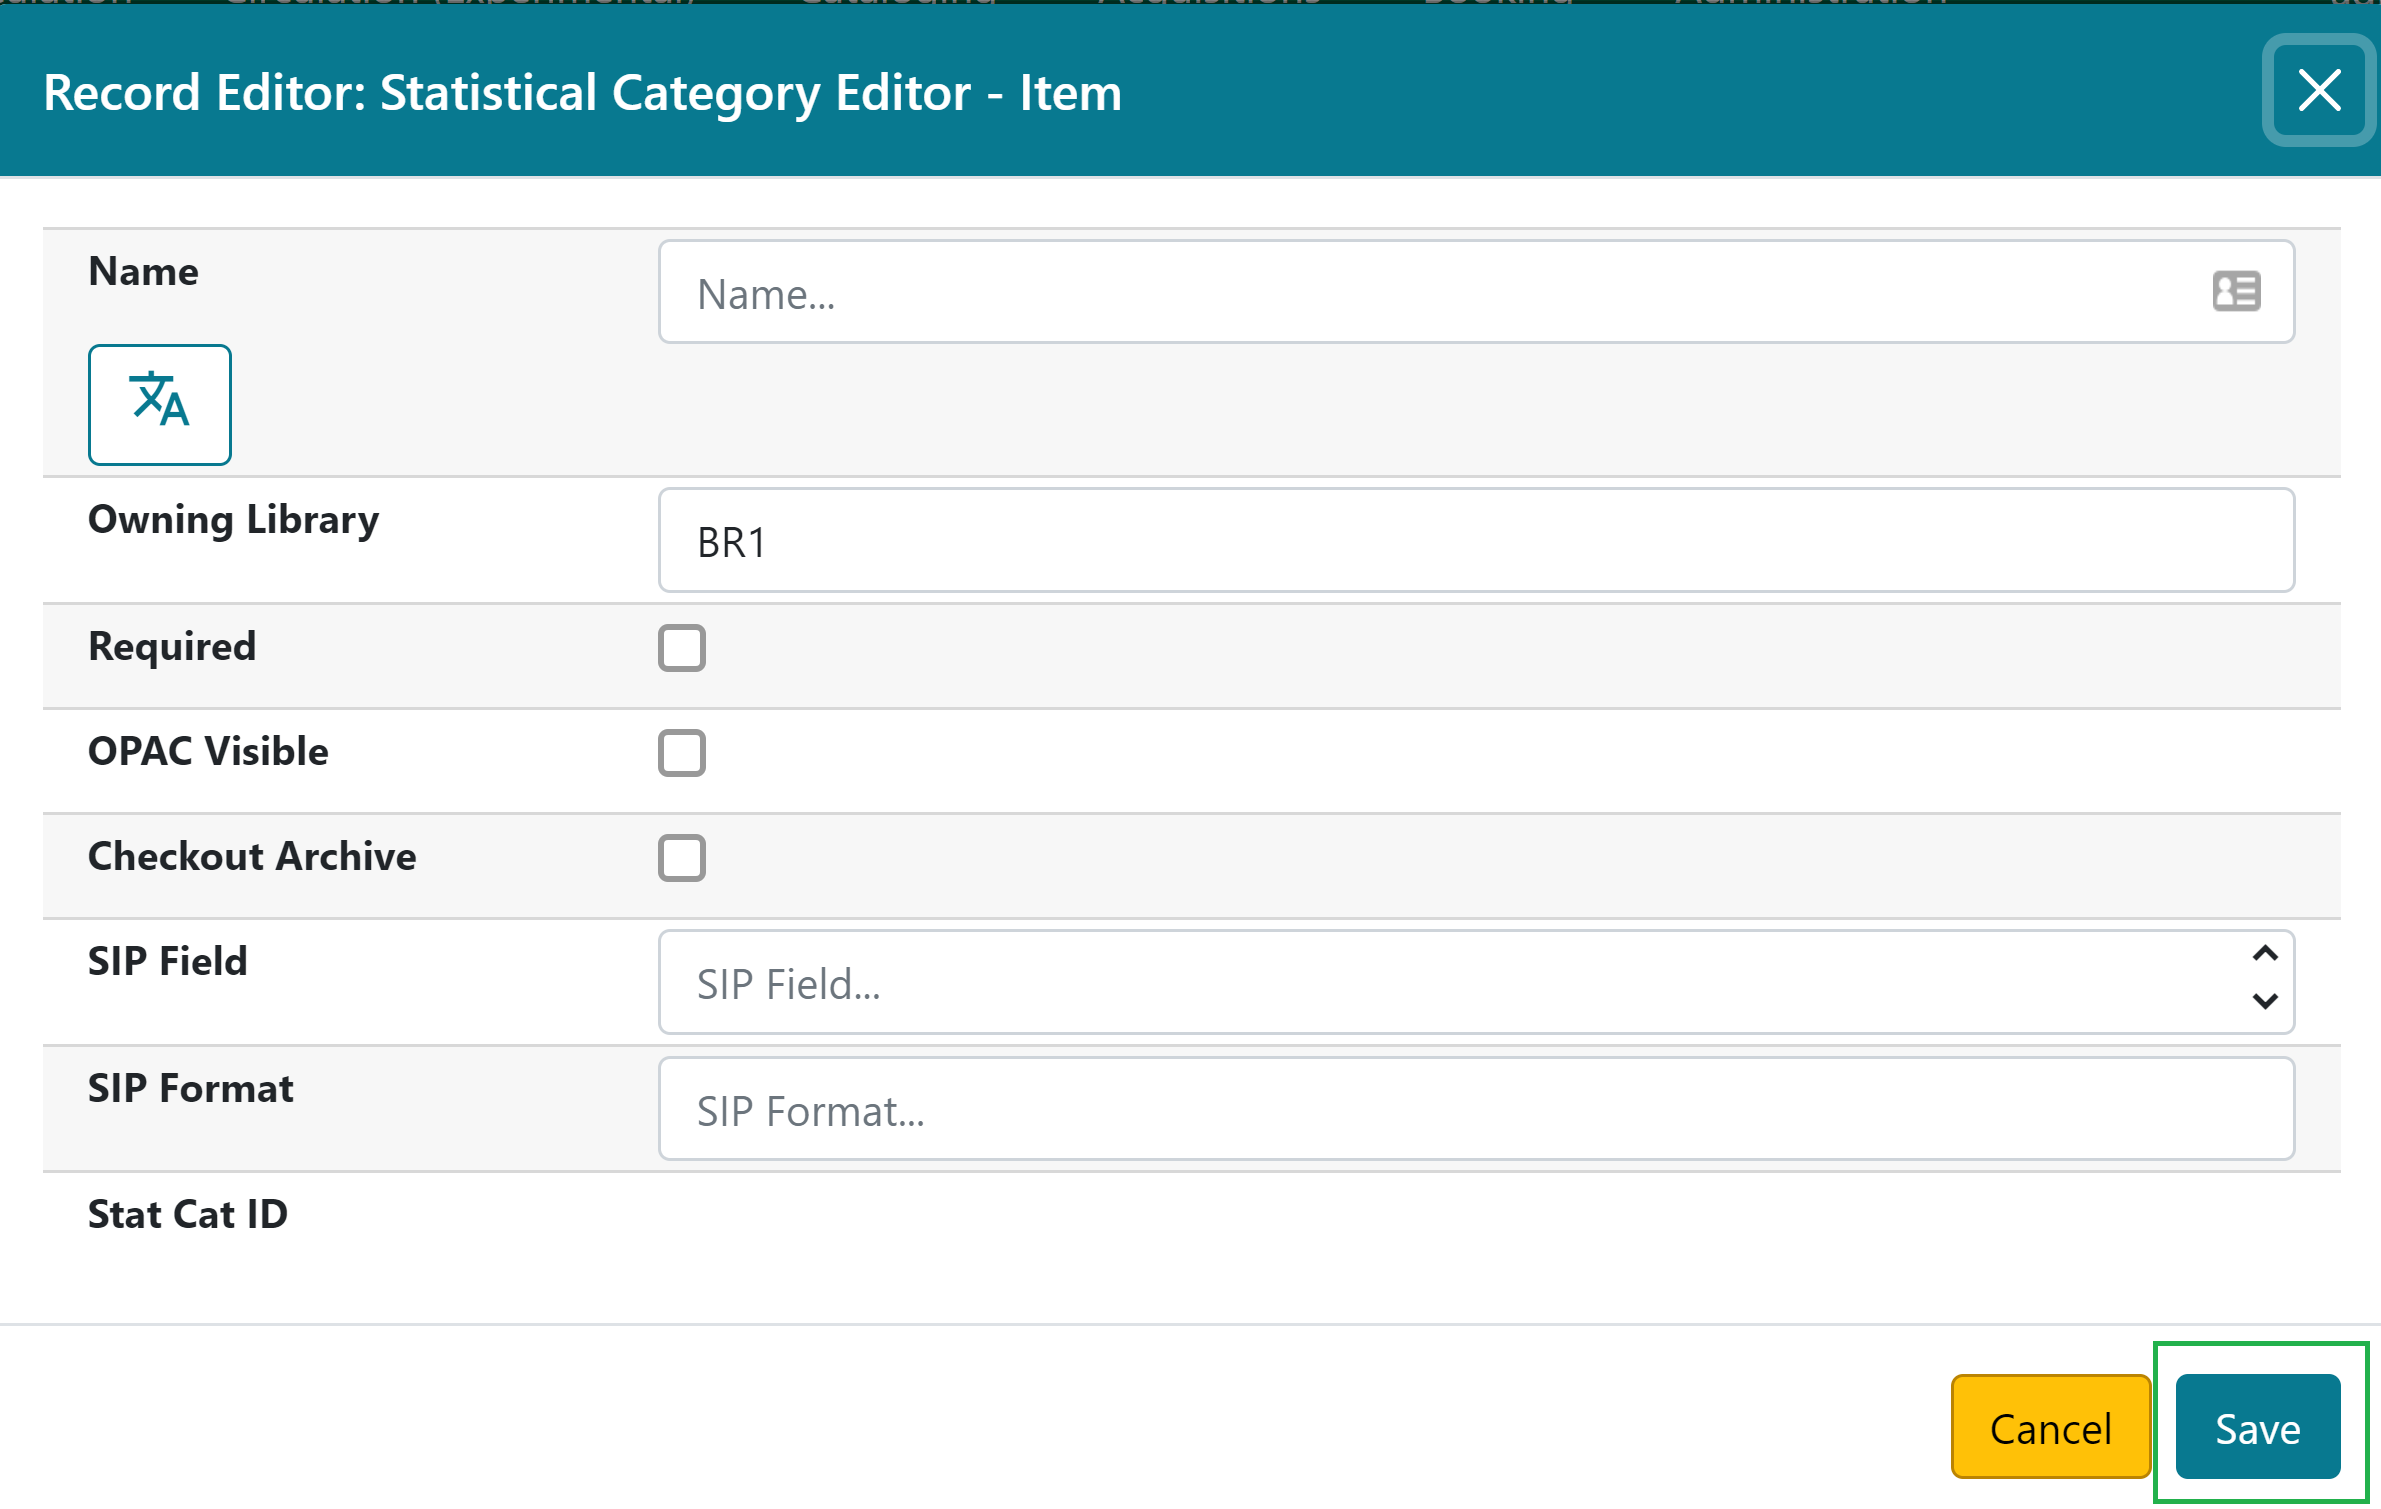 Record Editor: Statistical Category Editor - Item
Name
Name...
Owning Library
BR1
Required
OPAC Visible
Checkout Archive
SIP Field
SIP Field...
SIP Format
SIP Format...
Stat Cat ID
Cancel
Save